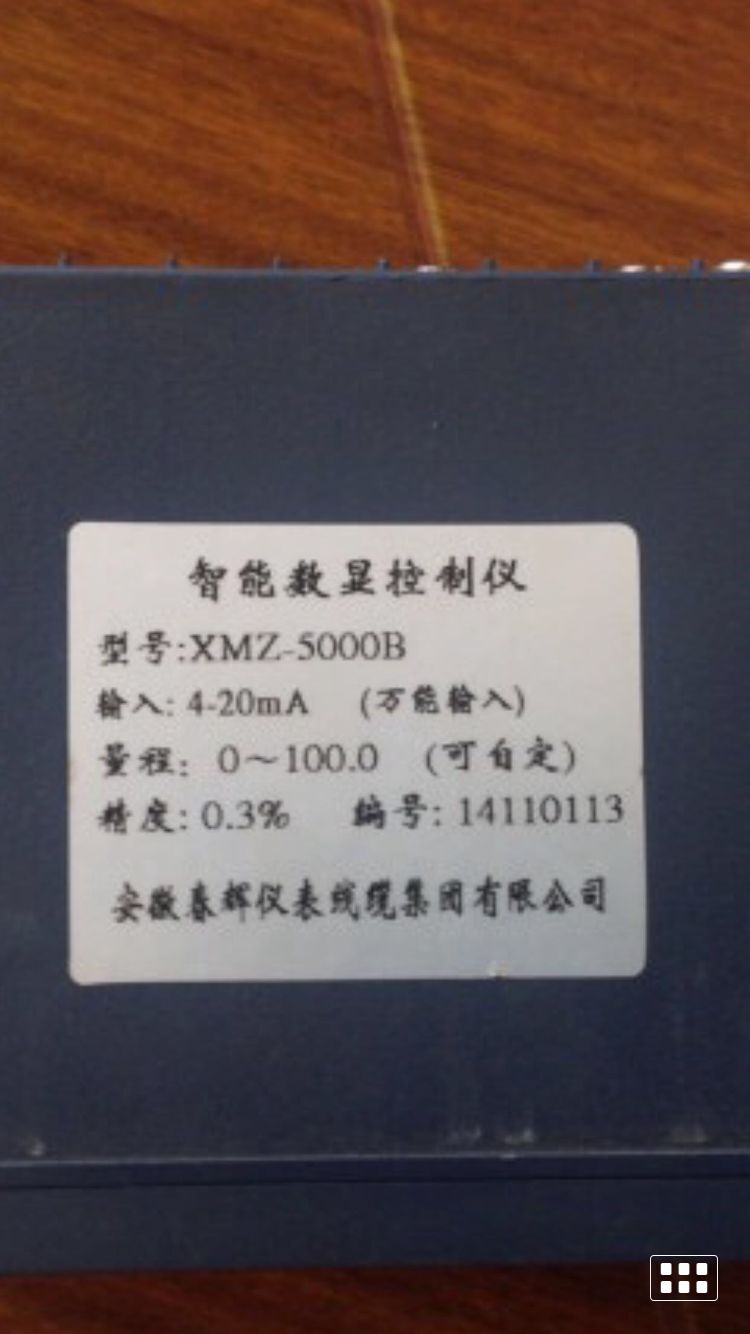 智能数显控制仪
型号:XMZ-5000B
输入: 4-20mA (万能输入)
量程: 0～100.0 (可自定)
精度: 0.3% 编号: 14110113
安徽春辉仪表线缆集团有限公司